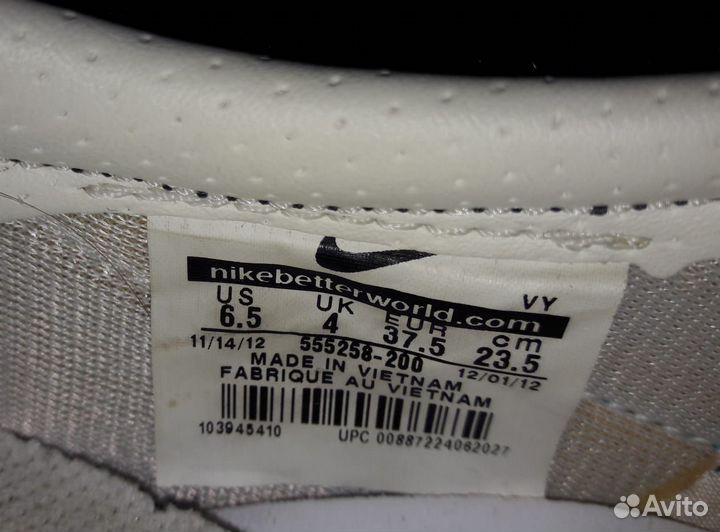 nikebetterworld.com
VY
US UK EUR cm
6.5 4 37.5 23.5
11/14/12 555258-200 12/01/12
MADE IN VIETNAM
FABRIQUE AU VIETNAM
103945410 UPC 00887224062027
Avito